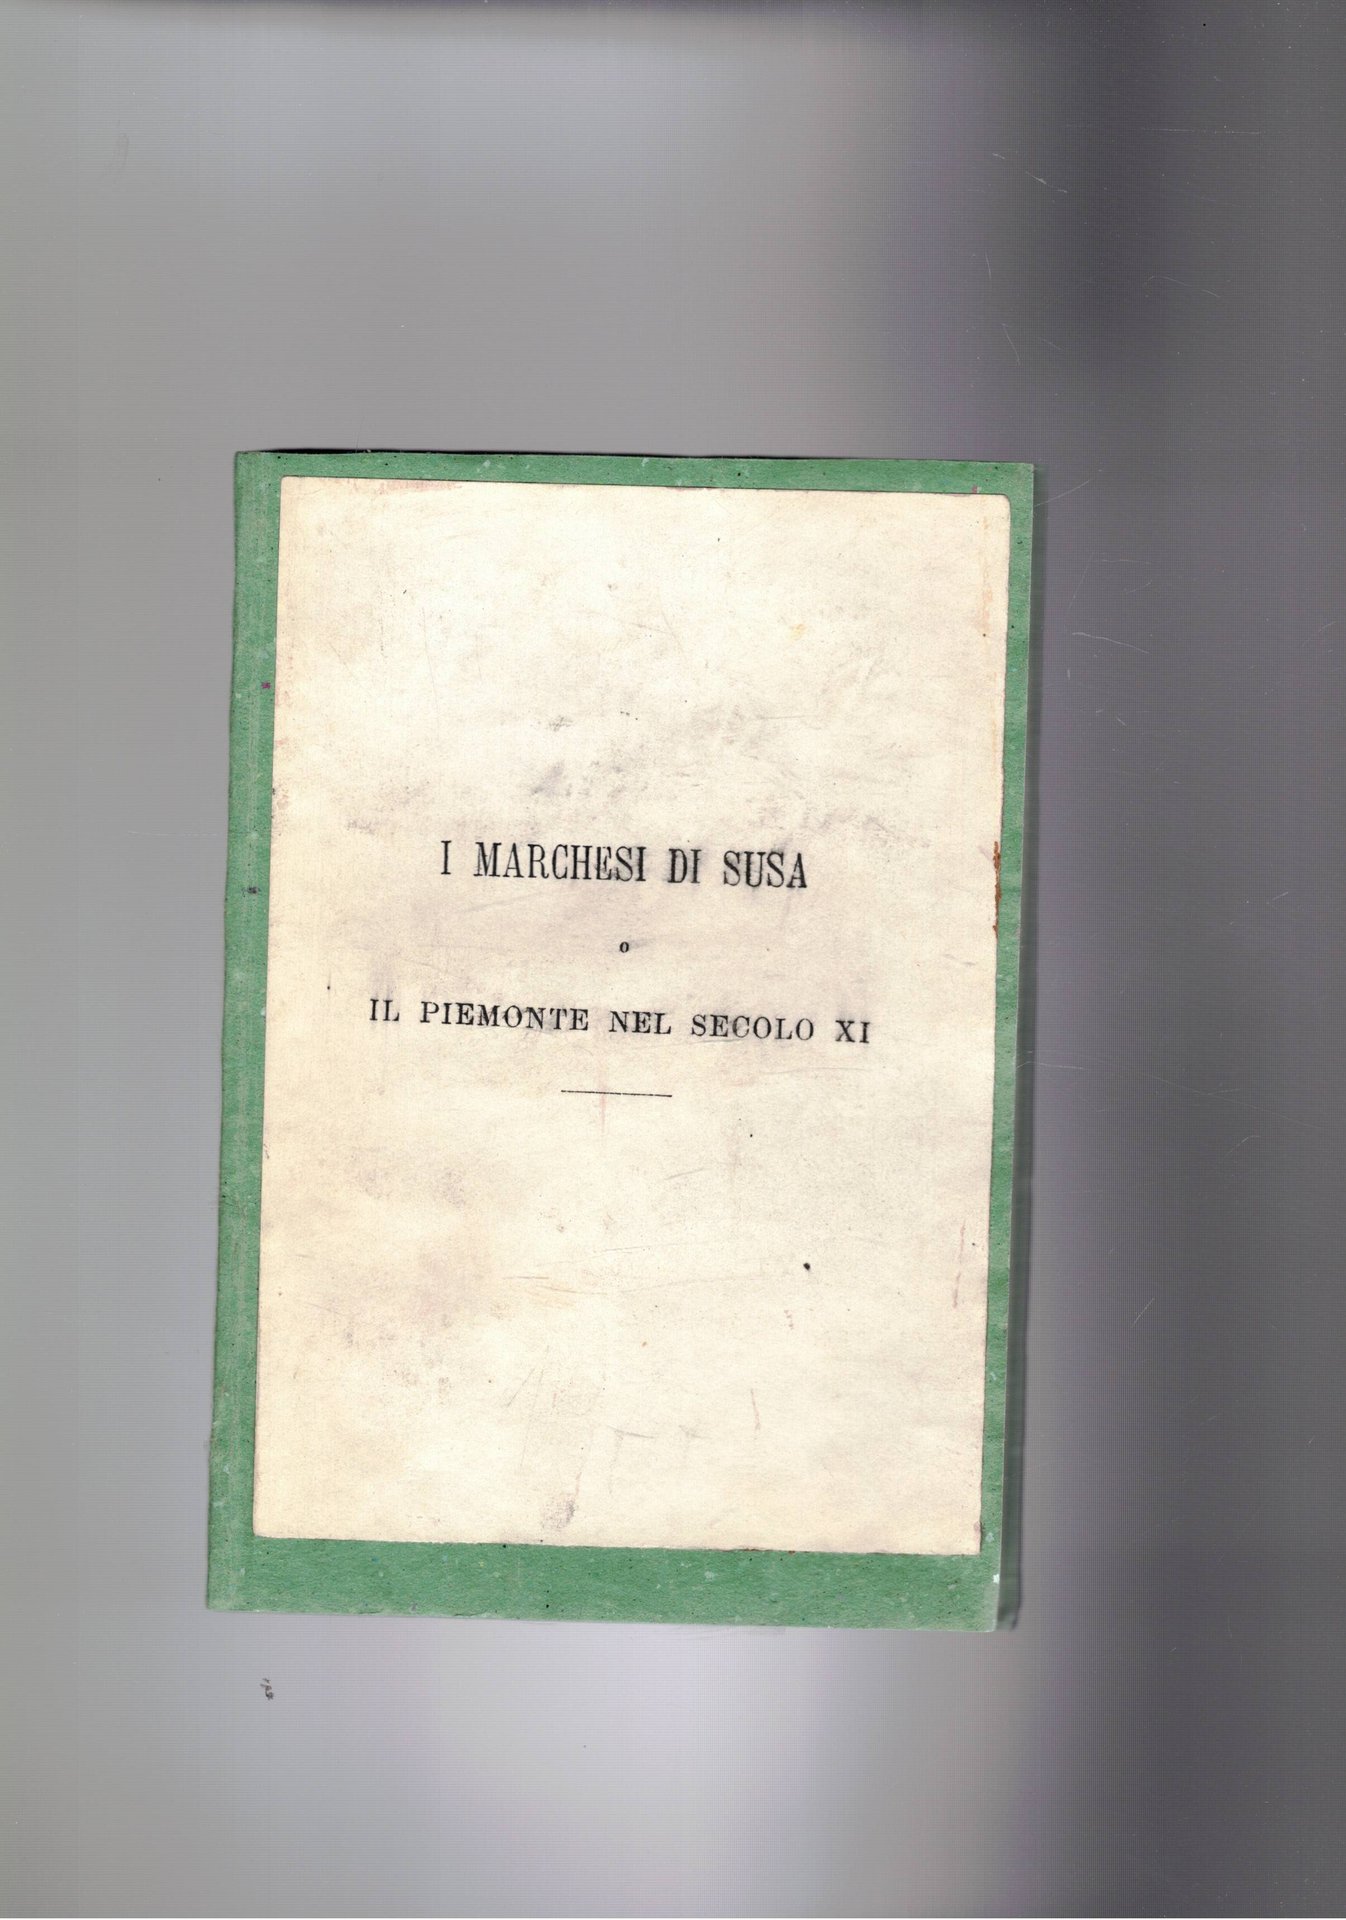 I MARCHESI DI SUSA
o
IL PIEMONTE NEL SECOLO XI